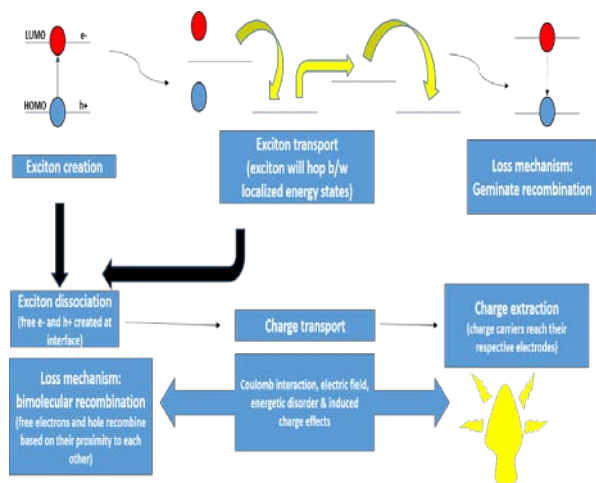 LUMO e-
HOMO h+
Exciton creation
Exciton transport
(exciton will hop b/w
localized energy states)
Loss mechanism:
Geminate recombination
Exciton dissociation
(free e- and h+ created at
interface)
Charge transport
Charge extraction
(charge carriers reach their
respective electrodes)
Loss mechanism:
bimolecular recombination
(free electrons and hole recombine
based on their proximity to each
other)
Coulomb interaction, electric field,
energetic disorder & induced
charge effects